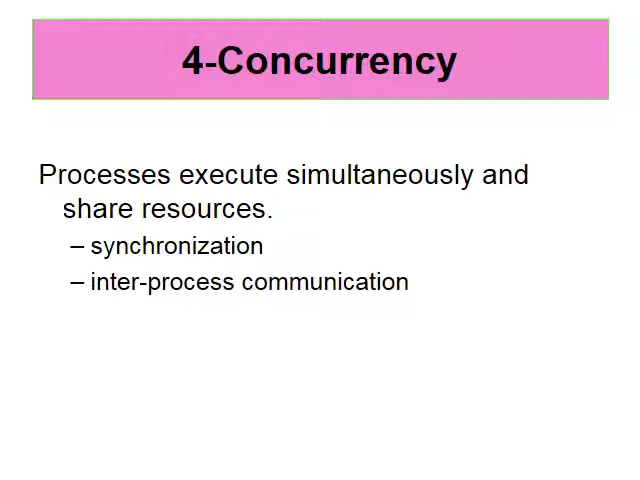 4-Concurrency
Processes execute simultaneously and
share resources.
– synchronization
– inter-process communication